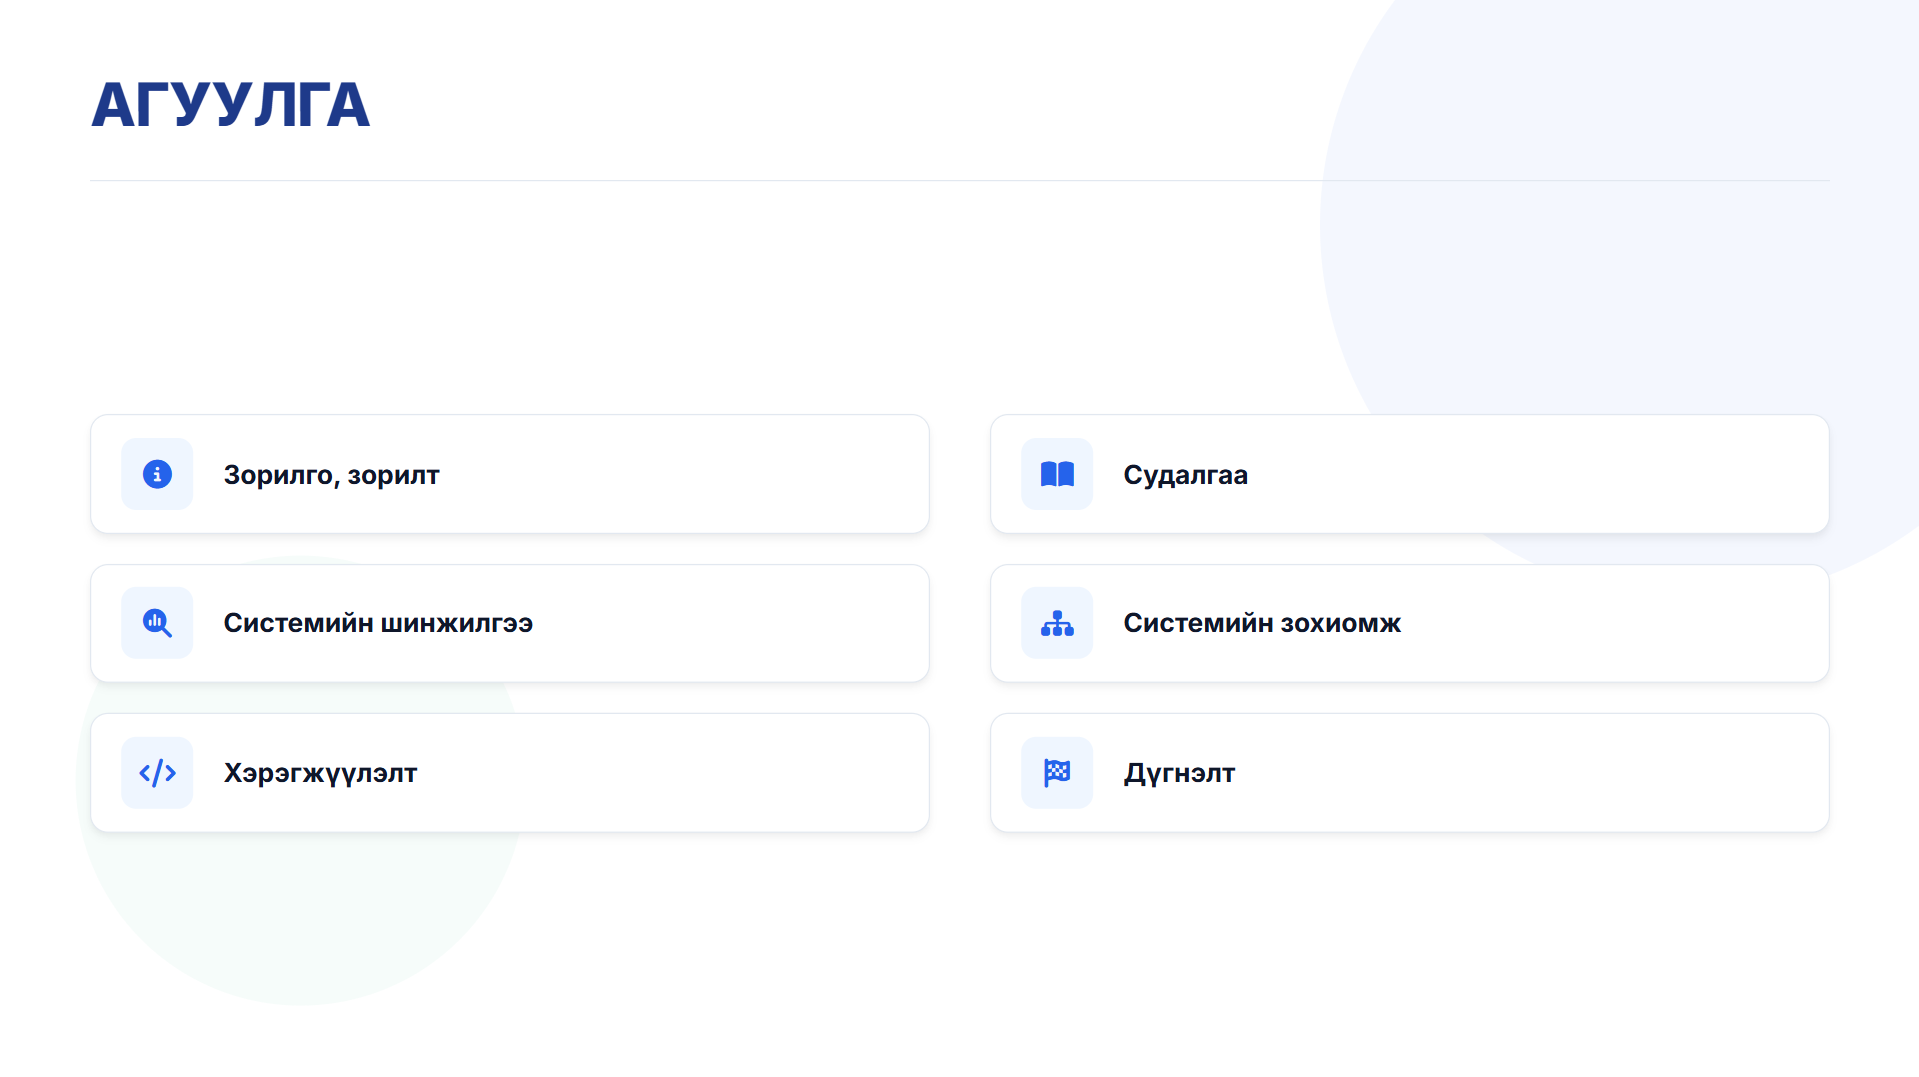 АГУУЛГА
Зорилго, зорилт
Судалгаа
Системийн шинжилгээ
Системийн зохиомж
Хэрэгжүүлэлт
Дүгнэлт